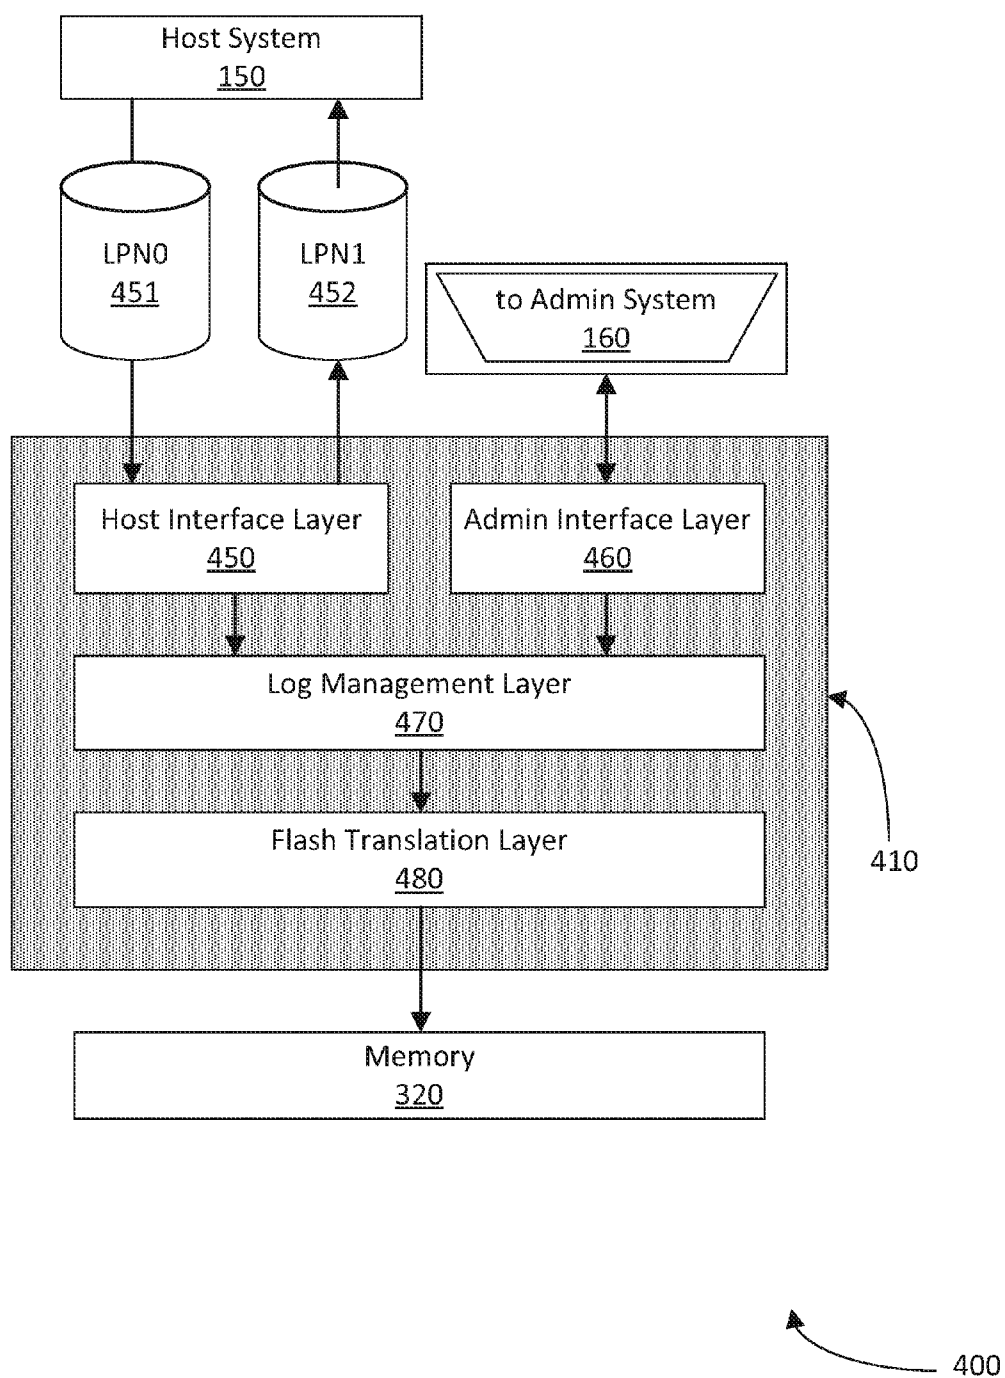 Host System
150
LPN0
451
LPN1
452
to Admin System
160
Host Interface Layer
450
Admin Interface Layer
460
Log Management Layer
470
Flash Translation Layer
480
410
Memory
320
400